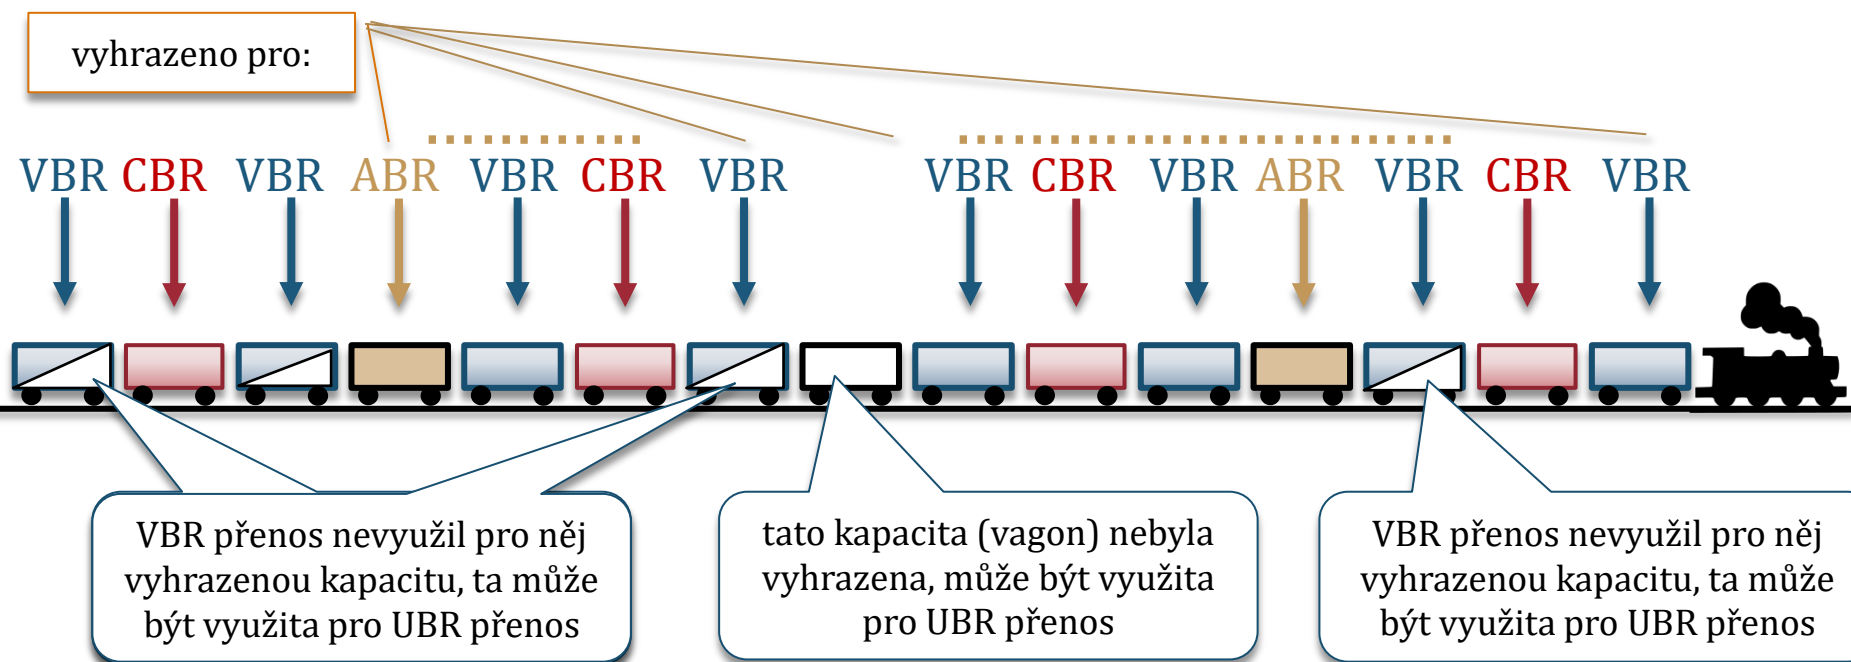 vyhrazeno pro:
VBR CBR VBR ABR VBR CBR VBR VBR CBR VBR ABR VBR CBR VBR
VBR přenos nevyužil pro něj
vyhrazenou kapacitu, ta může
být využita pro UBR přenos
tato kapacita (vagon) nebyla
vyhrazena, může být využita
pro UBR přenos
VBR přenos nevyužil pro něj
vyhrazenou kapacitu, ta může
být využita pro UBR přenos